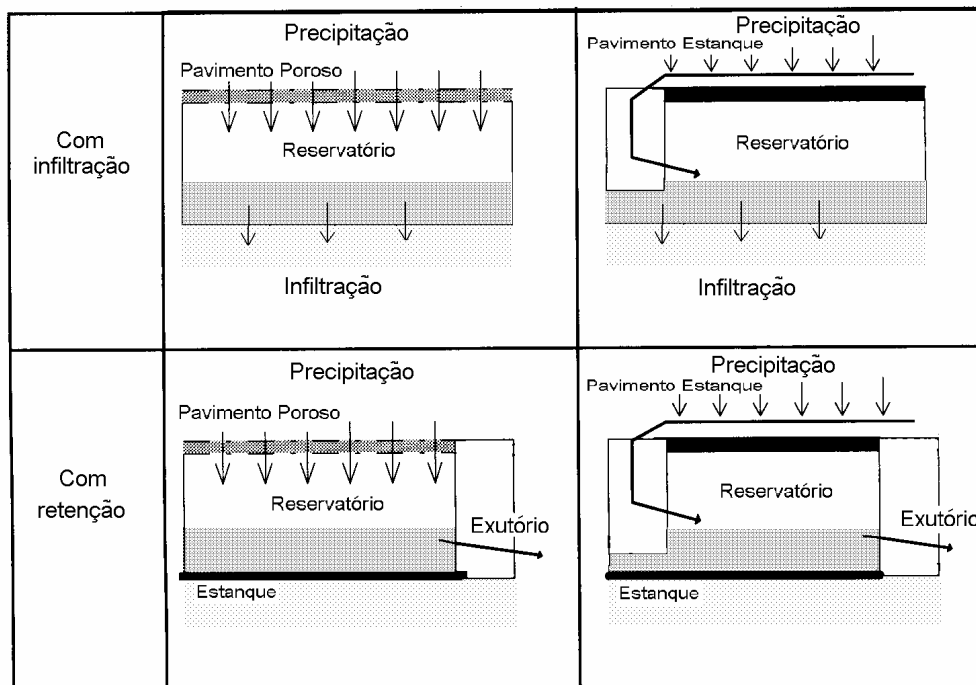 Com
infiltração
Precipitação
Pavimento Poroso
Reservatório
Infiltração
Precipitação
Pavimento Estanque
Reservatório
Infiltração
Com
retenção
Precipitação
Pavimento Poroso
Reservatório
Exutório
Estanque
Precipitação
Pavimento Estanque
Reservatório
Exutório
Estanque